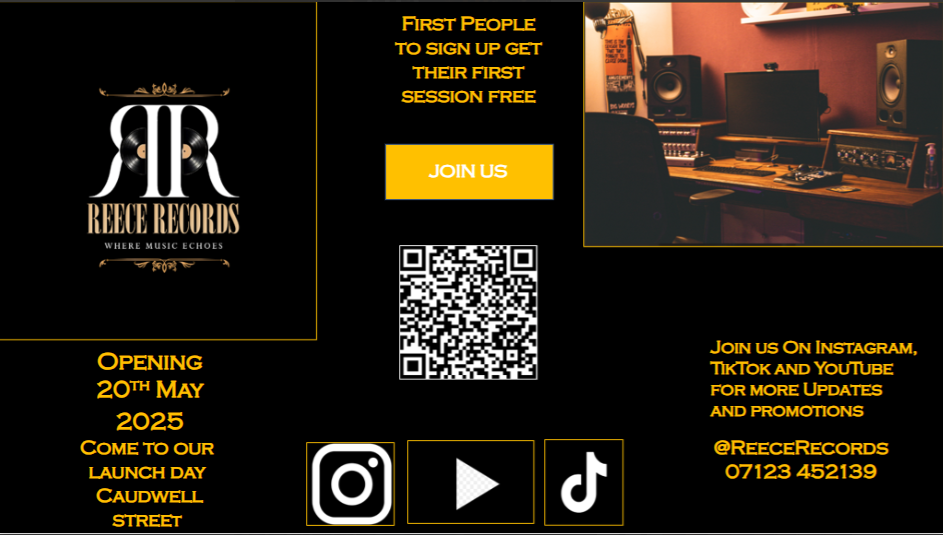 RR
REECE RECORDS
WHERE MUSIC ECHOES
Opening
20TH May
2025
Come to our
launch day
Caudwell
street
First People
to sign up get
their first
session free
JOIN US
Join us On Instagram,
TikTok and YouTube
for more Updates
and promotions
@ReeceRecords
07123 452139